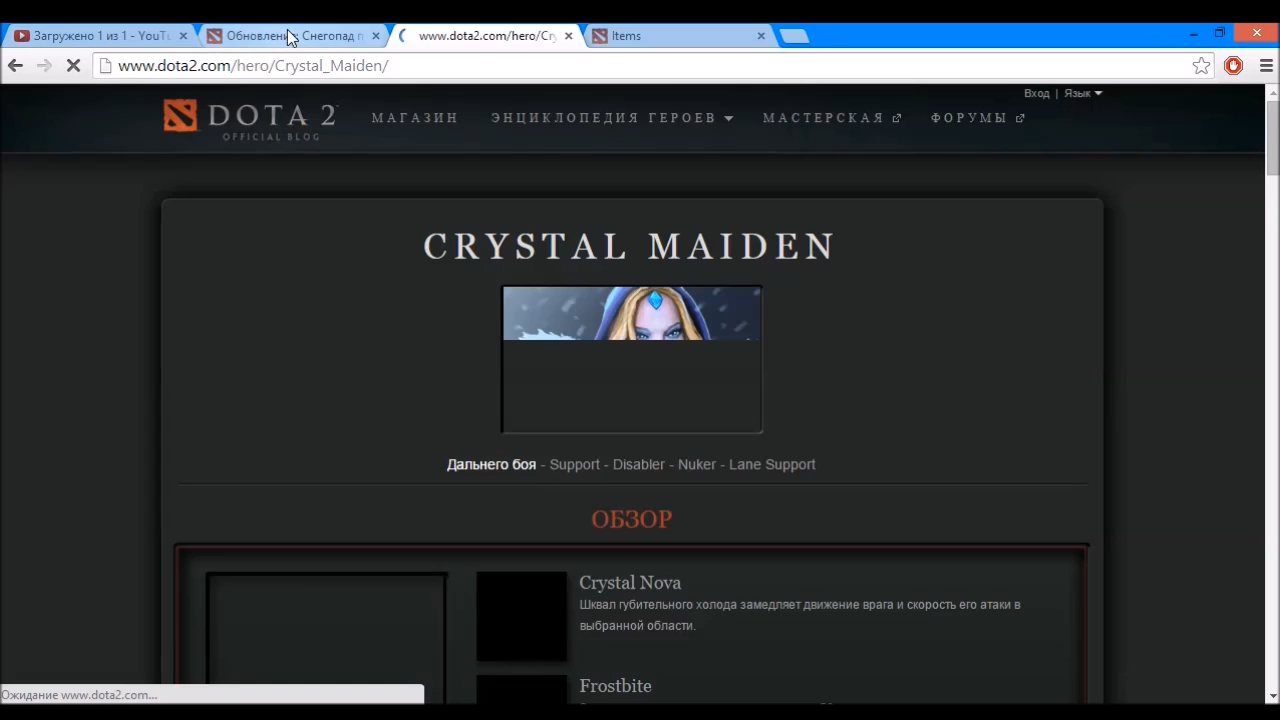 Загружено 1 из 1 - YouTu
Обновлени Снегопад п
www.dota2.com/hero/Cry
Items
www.dota2.com/hero/Crystal_Maiden/
Вход | Язык
DOTA 2
OFFICIAL BLOG
МАГАЗИН
ЭНЦИКЛОПЕДИЯ ГЕРОЕВ
МАСТЕРСКАЯ
ФОРУМЫ
CRYSTAL MAIDEN
Дальнего боя - Support - Disabler - Nuker - Lane Support
ОБЗОР
Crystal Nova
Шквал губительного холода замедляет движение врага и скорость его атаки в
выбранной области.
Frostbite
Ожидание www.dota2.com...